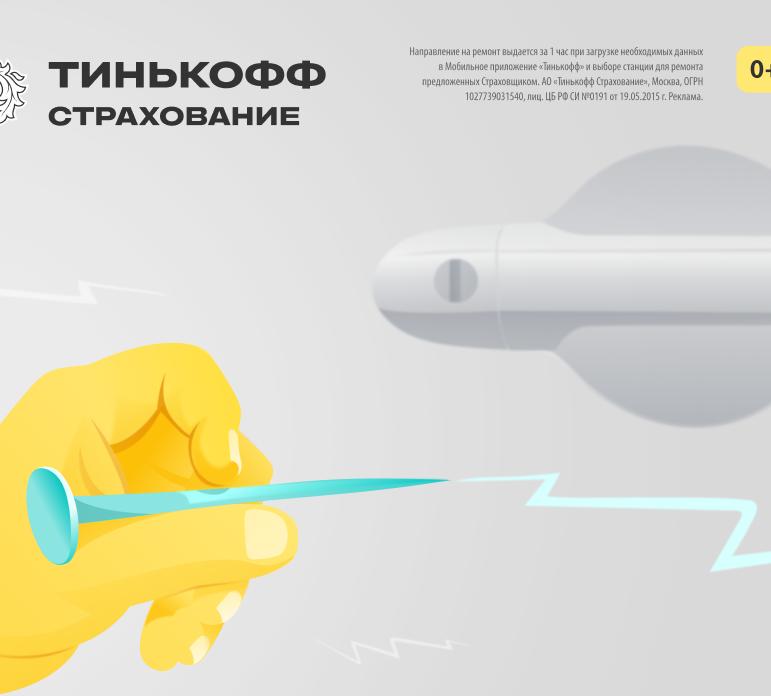 ТИНЬКОФФ
СТРАХОВАНИЕ
Направление на ремонт выдается за 1 час при загрузке необходимых данных
в Мобильное приложение «Тинькофф» и выборе станции для ремонта
предложенных Страховщиком. АО «Тинькофф Страхование», Москва, ОГРН
1027739031540, лиц. ЦБ РФ СИ №0191 от 19.05.2015 г. Реклама.
0+